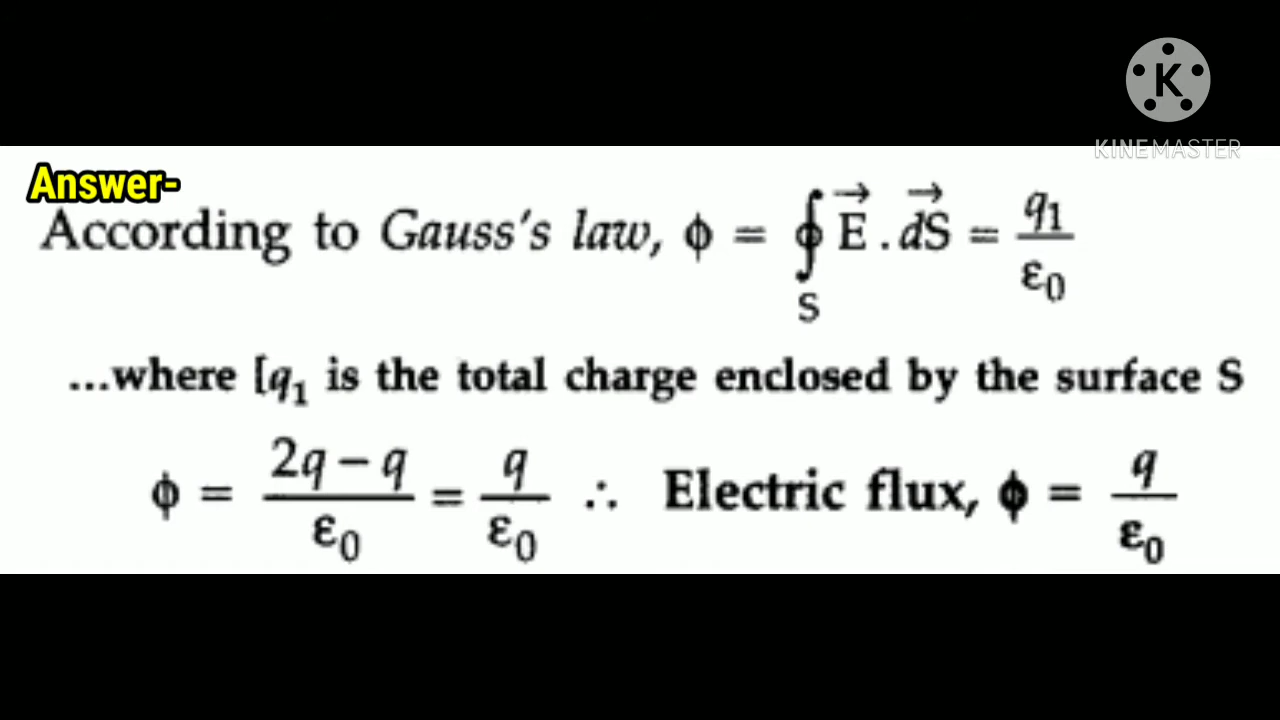 K
KINEMASTER
Answer-
According to Gauss's law, ϕ = ∮_S E⃗ . dS⃗ = q₁/ε₀
...where [q₁ is the total charge enclosed by the surface S
ϕ = (2q – q)/ε₀ = q/ε₀ ∴ Electric flux, ϕ = q/ε₀